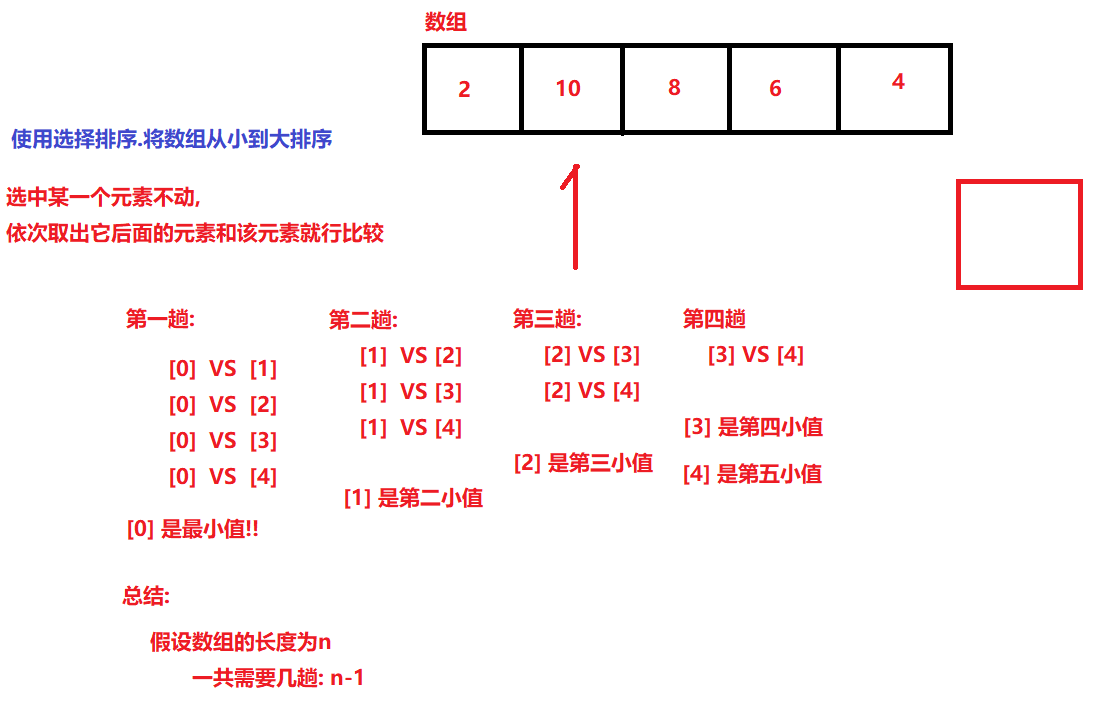 数组
2 10 8 6 4
使用选择排序.将数组从小到大排序
选中某一个元素不动,
依次取出它后面的元素和该元素就行比较
第一趟:
[0] VS [1]
[0] VS [2]
[0] VS [3]
[0] VS [4]
[0] 是最小值!!
第二趟:
[1] VS [2]
[1] VS [3]
[1] VS [4]
[1] 是第二小值
第三趟:
[2] VS [3]
[2] VS [4]
[2] 是第三小值
第四趟
[3] VS [4]
[3] 是第四小值
[4] 是第五小值
总结:
假设数组的长度为n
一共需要几趟: n-1